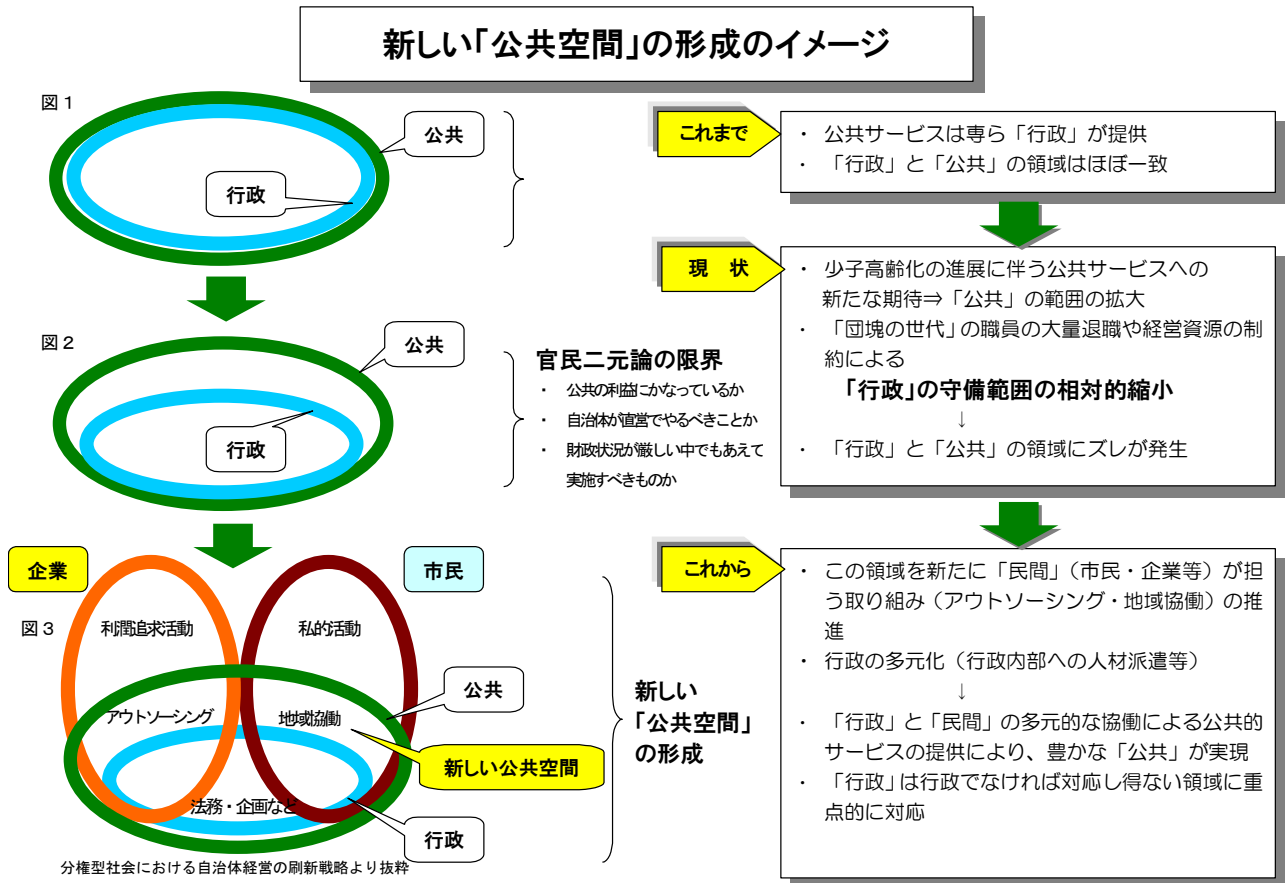 新しい「公共空間」の形成のイメージ
図１
公共
行政
これまで
・ 公共サービスは専ら「行政」が提供
・ 「行政」と「公共」の領域はほぼ一致
図２
公共
行政
官民二元論の限界
・ 公共の利益にかなっているか
・ 自治体が直営でやるべきことか
・ 財政状況が厳しい中でもあえて
実施すべきものか
現　状
・ 少子高齢化の進展に伴う公共サービスへの
新たな期待⇒「公共」の範囲の拡大
・ 「団塊の世代」の職員の大量退職や経営資源の制
約による
「行政」の守備範囲の相対的縮小
↓
・ 「行政」と「公共」の領域にズレが発生
企業
市民
図３
利潤追求活動
私的活動
公共
アウトソーシング
地域協働
新しい公共空間
法務・企画など
行政
新しい
「公共空間」
の形成
これから
・ この領域を新たに「民間」（市民・企業等）が担
う取り組み（アウトソーシング・地域協働）の推
進
・ 行政の多元化（行政内部への人材派遣等）
↓
・ 「行政」と「民間」の多元的な協働による公共的
サービスの提供により、豊かな「公共」が実現
・ 「行政」は行政でなければ対応し得ない領域に重
点的に対応
分権型社会における自治体経営の刷新戦略より抜粋